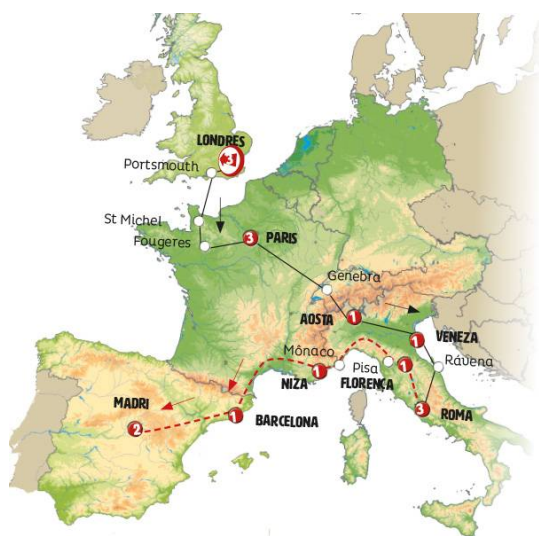 LONDRES
3
Portsmouth
St Michel
Fougeres
3
PARIS
Genebra
AOSTA
1
1
VENEZA
Mônaco
Pisa
1
Rávena
NIZA
1
FLORENÇA
MADRI
2
1
BARCELONA
3
ROMA